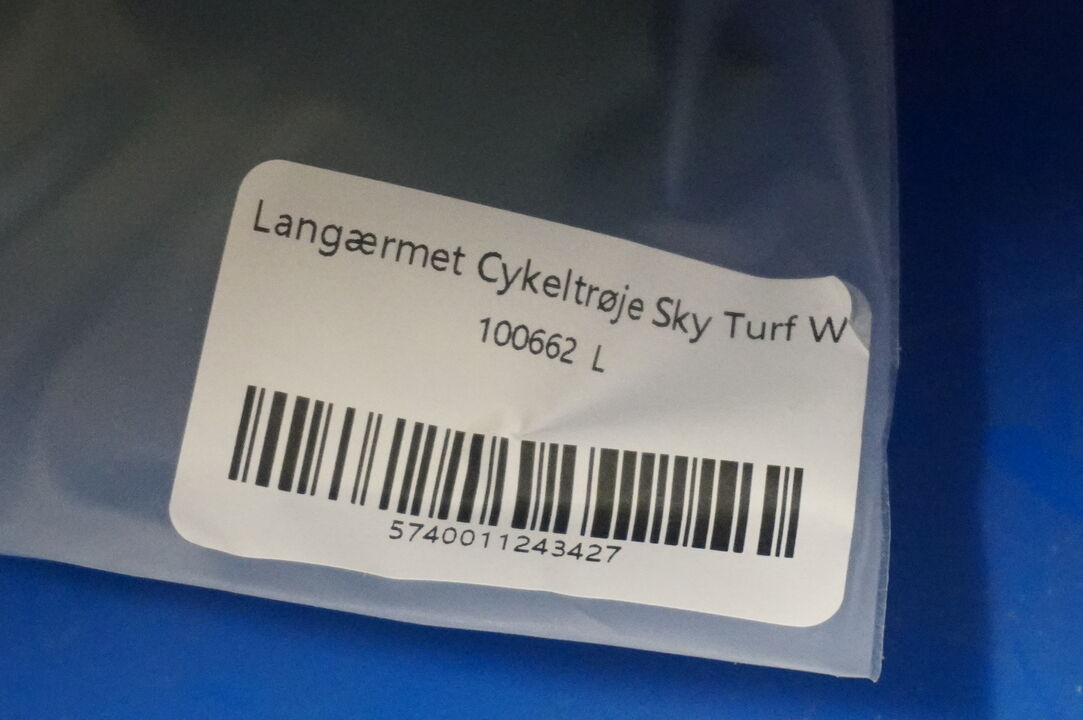 Langærmet Cykeltrøje Sky Turf W
100662 L
5740011243427